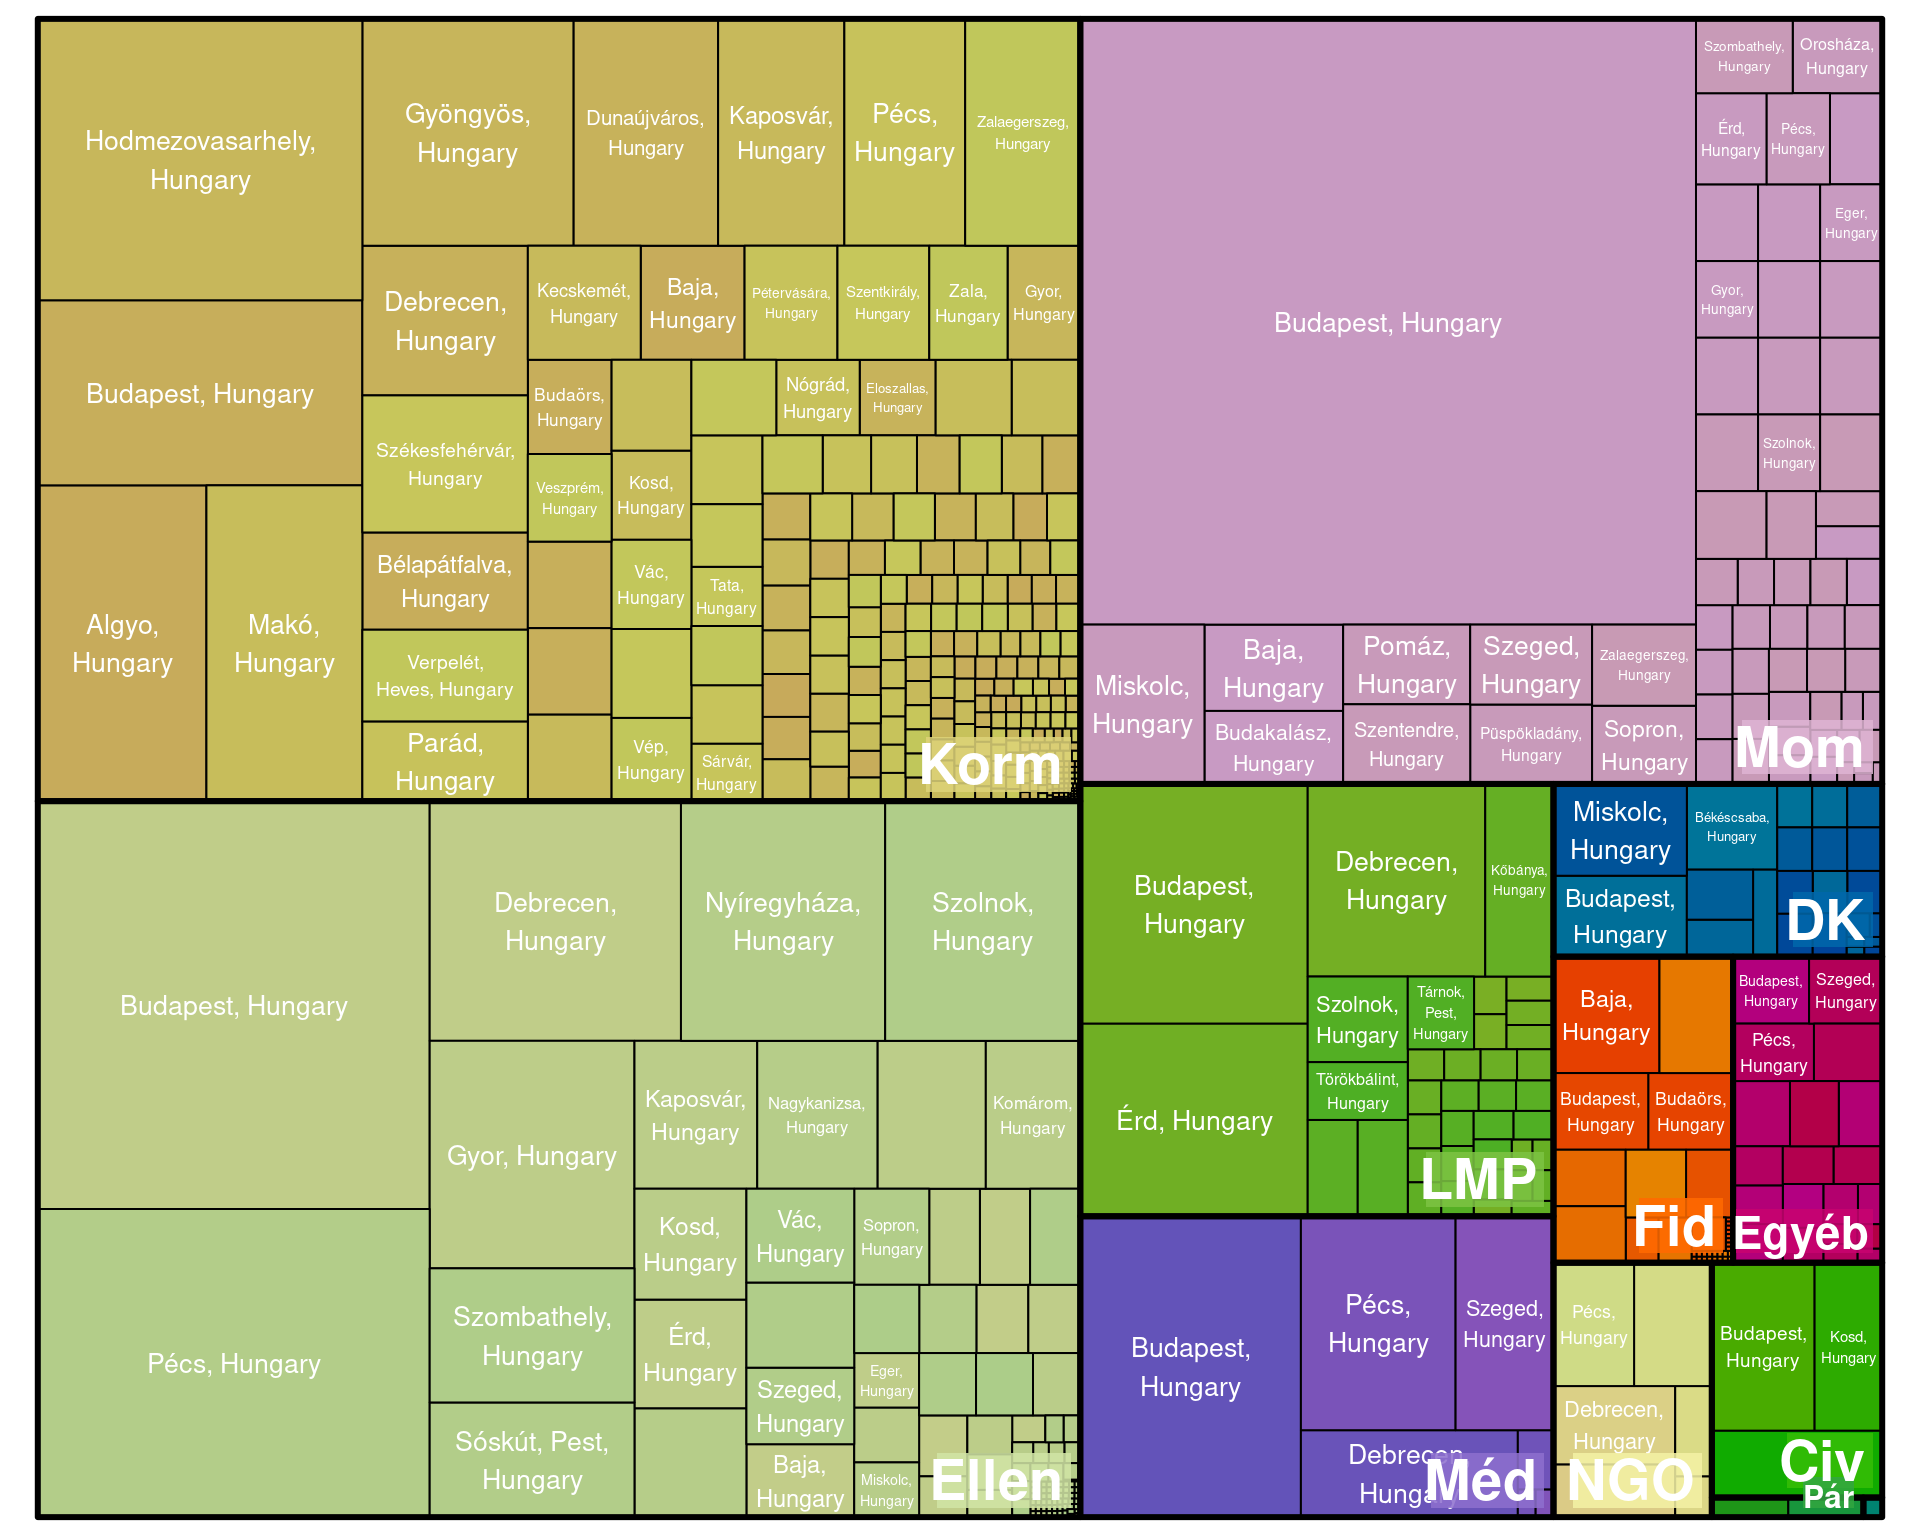 Hodmezovasarhely,
Hungary
Budapest, Hungary
Algyo,
Hungary
Makó,
Hungary
Gyöngyös,
Hungary
Dunaújváros,
Hungary
Kaposvár,
Hungary
Pécs,
Hungary
Zalaegerszeg,
Hungary
Debrecen,
Hungary
Székesfehérvár,
Hungary
Bélapátfalva,
Hungary
Verpelét,
Heves, Hungary
Parád,
Hungary
Kecskemét,
Hungary
Baja,
Hungary
Pétervására,
Hungary
Szentkirály,
Hungary
Zala,
Hungary
Gyor,
Hungary
Budaörs,
Hungary
Veszprém,
Hungary
Kosd,
Hungary
Vác,
Hungary
Vép,
Hungary
Nógrád,
Hungary
Eloszallas,
Hungary
Tata,
Hungary
Sárvár,
Hungary
Korm
Budapest, Hungary
Miskolc,
Hungary
Baja,
Hungary
Budakalász,
Hungary
Pomáz,
Hungary
Szentendre,
Hungary
Szeged,
Hungary
Püspökladány,
Hungary
Zalaegerszeg,
Hungary
Sopron,
Hungary
Szombathely,
Hungary
Orosháza,
Hungary
Érd,
Hungary
Pécs,
Hungary
Eger,
Hungary
Gyor,
Hungary
Szolnok,
Hungary
Mom
Budapest, Hungary
Pécs, Hungary
Debrecen,
Hungary
Nyíregyháza,
Hungary
Szolnok,
Hungary
Gyor, Hungary
Szombathely,
Hungary
Sóskút, Pest,
Hungary
Kaposvár,
Hungary
Nagykanizsa,
Hungary
Komárom,
Hungary
Kosd,
Hungary
Érd,
Hungary
Vác,
Hungary
Szeged,
Hungary
Baja,
Hungary
Sopron,
Hungary
Eger,
Hungary
Miskolc,
Hungary
Ellen
Budapest,
Hungary
Érd, Hungary
Debrecen,
Hungary
Kőbánya,
Hungary
Szolnok,
Hungary
Törökbálint,
Hungary
Tárnok,
Pest,
Hungary
LMP
Budapest,
Hungary
Pécs,
Hungary
Szeged,
Hungary
Debrecen,
Hungary
Méd
Miskolc,
Hungary
Budapest,
Hungary
Békéscsaba,
Hungary
DK
Baja,
Hungary
Budapest,
Hungary
Budaörs,
Hungary
Fid
Budapest,
Hungary
Szeged,
Hungary
Pécs,
Hungary
Egyéb
Pécs,
Hungary
Debrecen,
Hungary
NGO
Budapest,
Hungary
Kosd,
Hungary
Civ
Pár